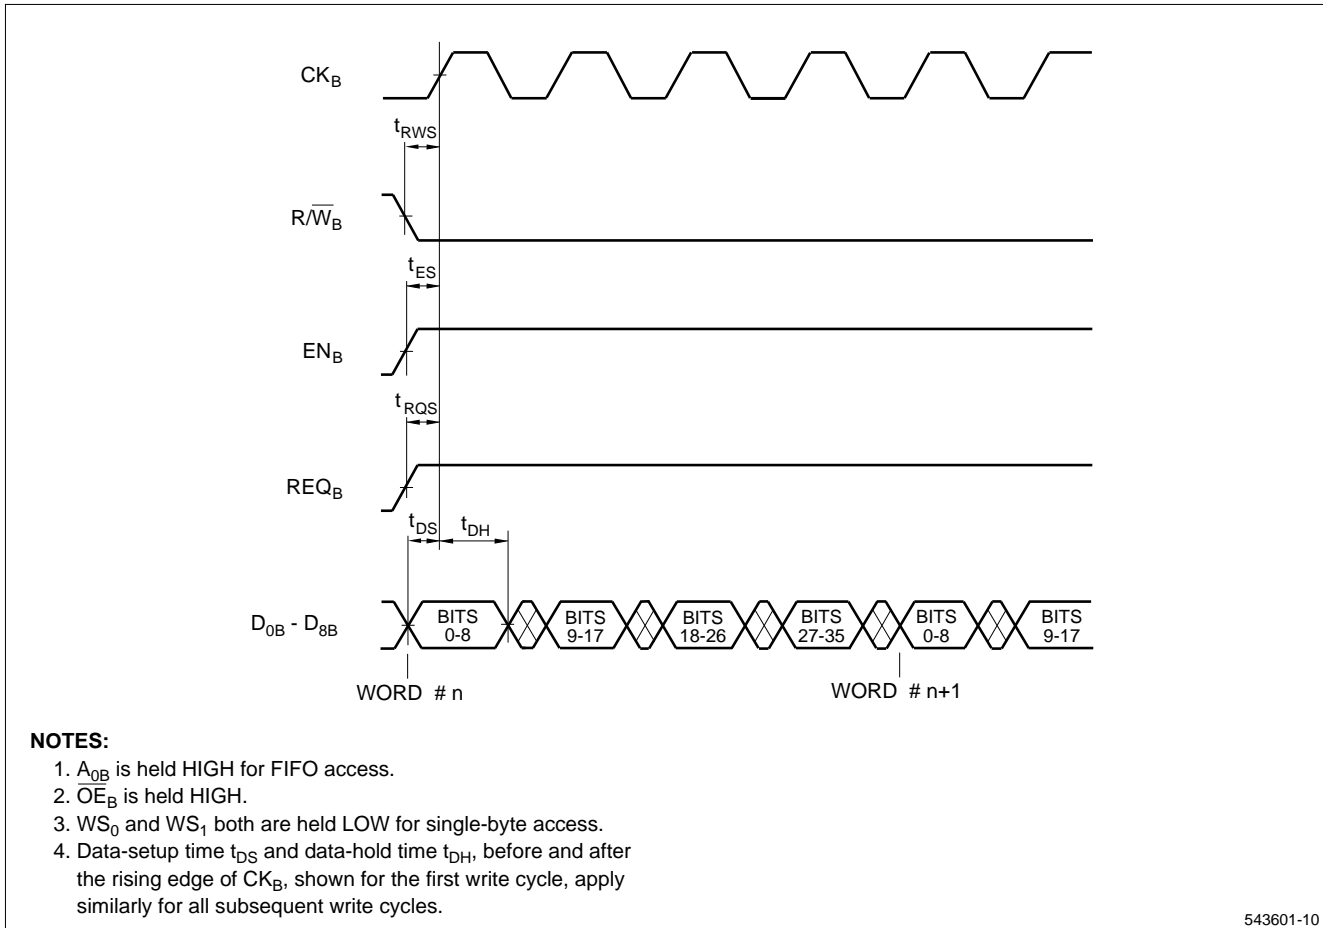 CKB
tRWS
R/W̅B
tES
ENB
tRQS
REQB
tDS
tDH
D0B - D8B
BITS 0-8
BITS 9-17
BITS 18-26
BITS 27-35
BITS 0-8
BITS 9-17
WORD # n
WORD # n+1
NOTES:
1. A0B is held HIGH for FIFO access.
2. O̅E̅B is held HIGH.
3. WS0 and WS1 both are held LOW for single-byte access.
4. Data-setup time tDS and data-hold time tDH, before and after
the rising edge of CKB, shown for the first write cycle, apply
similarly for all subsequent write cycles.
543601-10